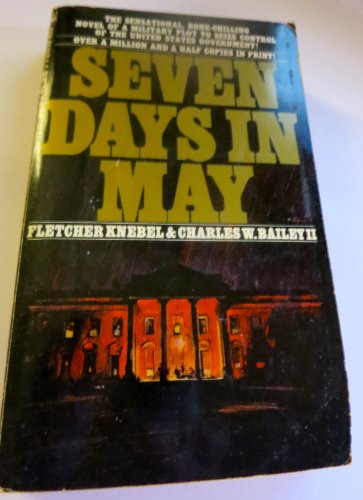 THE SENSATIONAL BONE-CHILLING
NOVEL OF A MILITARY PLOT TO SEIZE CONTROL
OF THE UNITED STATES GOVERNMENT!
OVER A MILLION AND A HALF COPIES IN PRINT!
SEVEN
DAYS IN
MAY
FLETCHER KNEBEL & CHARLES W. BAILEY II